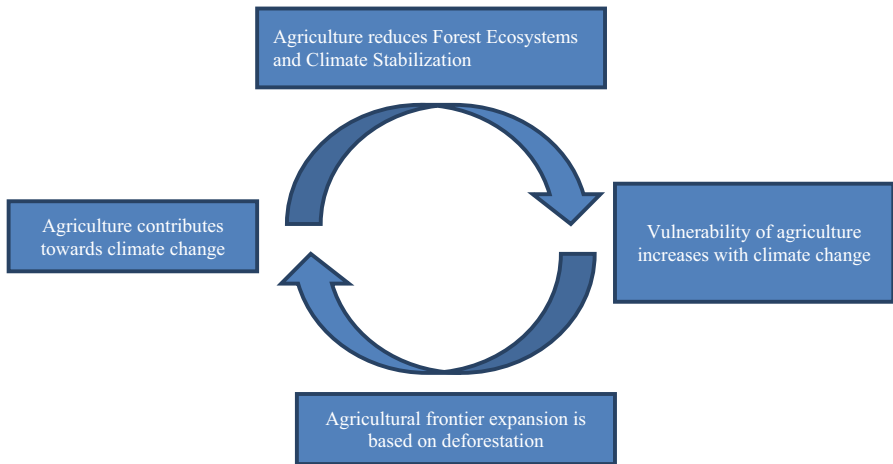 Agriculture reduces Forest Ecosystems
and Climate Stabilization
Agriculture contributes
towards climate change
Vulnerability of agriculture
increases with climate change
Agricultural frontier expansion is
based on deforestation